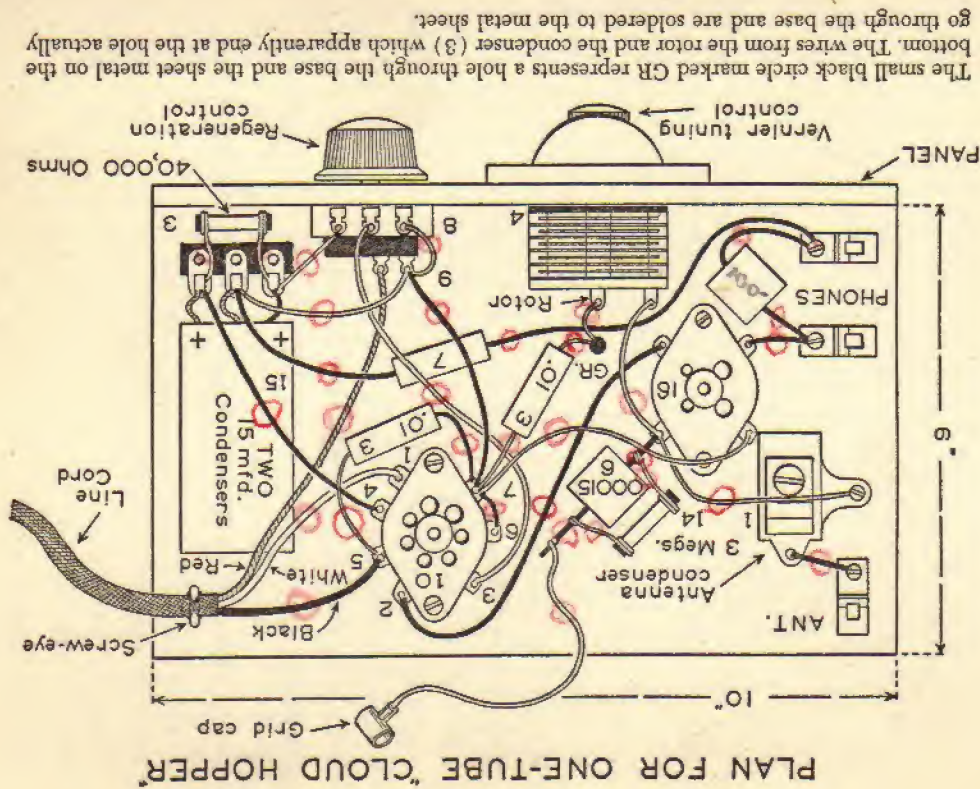 PLAN FOR ONE-TUBE "CLOUD HOPPER"
Grid cap
10"
Screw-eye
ANT.
Black
2
3
White
Red
Line
Cord
Antenna
condenser
10
5
6"
3 Megs.
1
14
.00015
6
6
7
4
1
TWO
15 mfd.
Condensers
15
16
.01
3
.01
3
GR.
7
PHONES
Rotor
9
+
+
4
8
3
PANEL
40,000 Ohms
Vernier tuning
control
Regeneration
control
The small black circle marked GR represents a hole through the base and the sheet metal on the
bottom. The wires from the rotor and the condenser (3) which apparently end at the hole actually
go through the base and are soldered to the metal sheet.